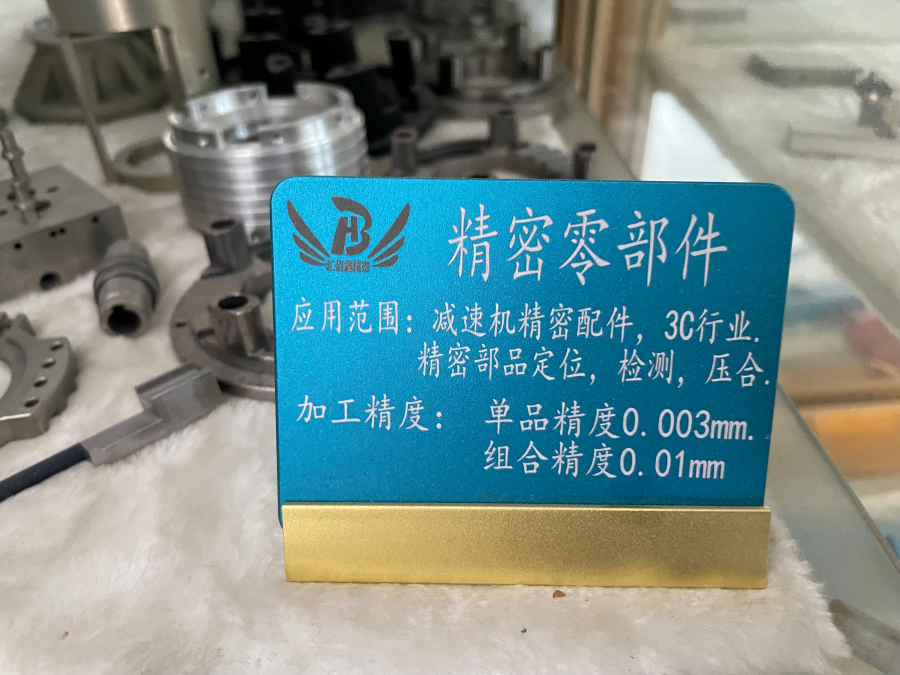 精密零部件
应用范围：减速机精密配件，3C行业.
精密部品定位，检测，压合.
加工精度：单品精度0.003mm.
组合精度0.01mm